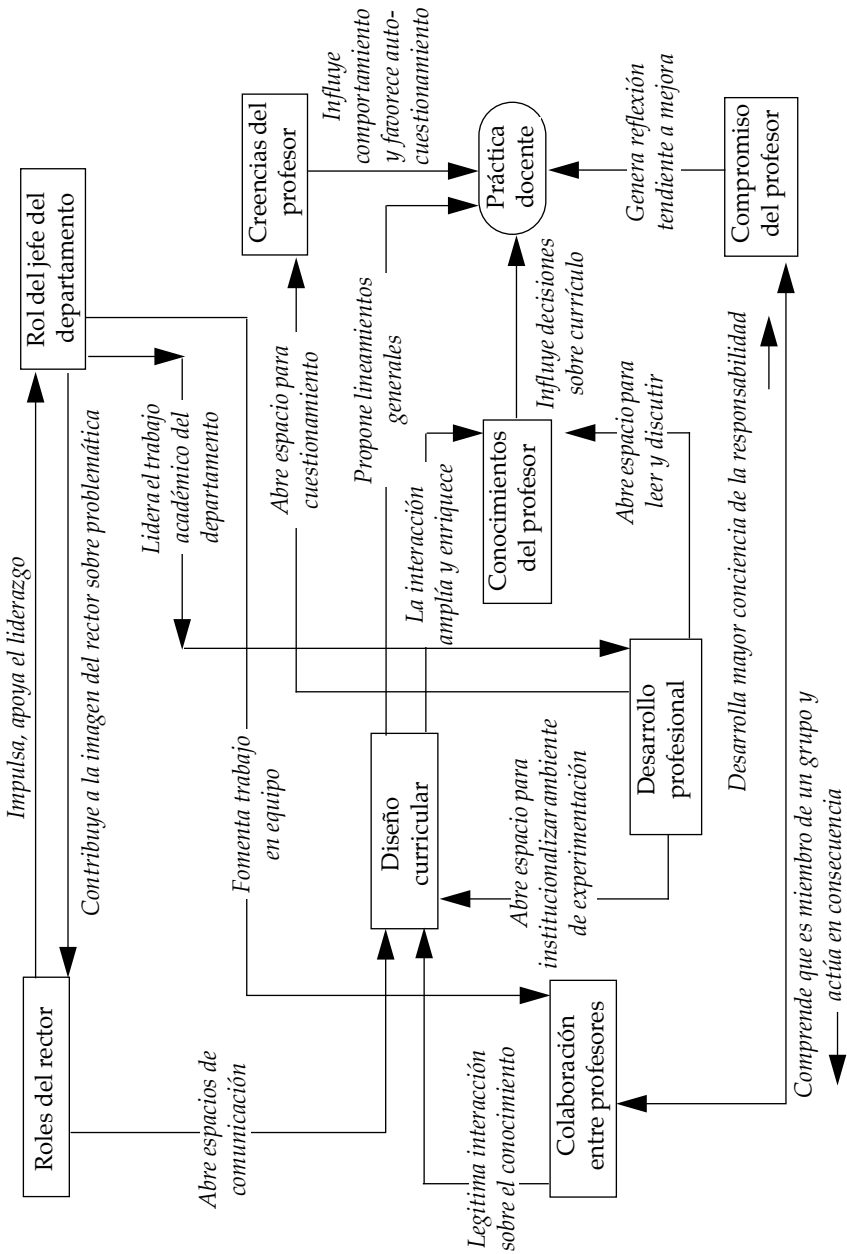 Roles del rector
Impulsa, apoya el liderazgo
Contribuye a la imagen del rector sobre problemática
Rol del jefe del
departamento
Abre espacios de
comunicación
Fomenta trabajo
en equipo
Lidera el trabajo
académico del
departamento
Abre espacio para
cuestionamiento
Creencias del
profesor
Influye
comportamiento
y favorece auto-
cuestionamiento
Diseño
curricular
Propone lineamientos
generales
La interacción
amplía y enriquece
Práctica
docente
Legitima interacción
sobre el conocimiento
Abre espacio para
institucionalizar ambiente
de experimentación
Conocimientos
del profesor
Influye decisiones
sobre currículo
Colaboración
entre profesores
Desarrollo
profesional
Abre espacio para
leer y discutir
Genera reflexión
tendiente a mejora
Compromiso
del profesor
Desarrolla mayor conciencia de la responsabilidad
Comprende que es miembro de un grupo y
actúa en consecuencia